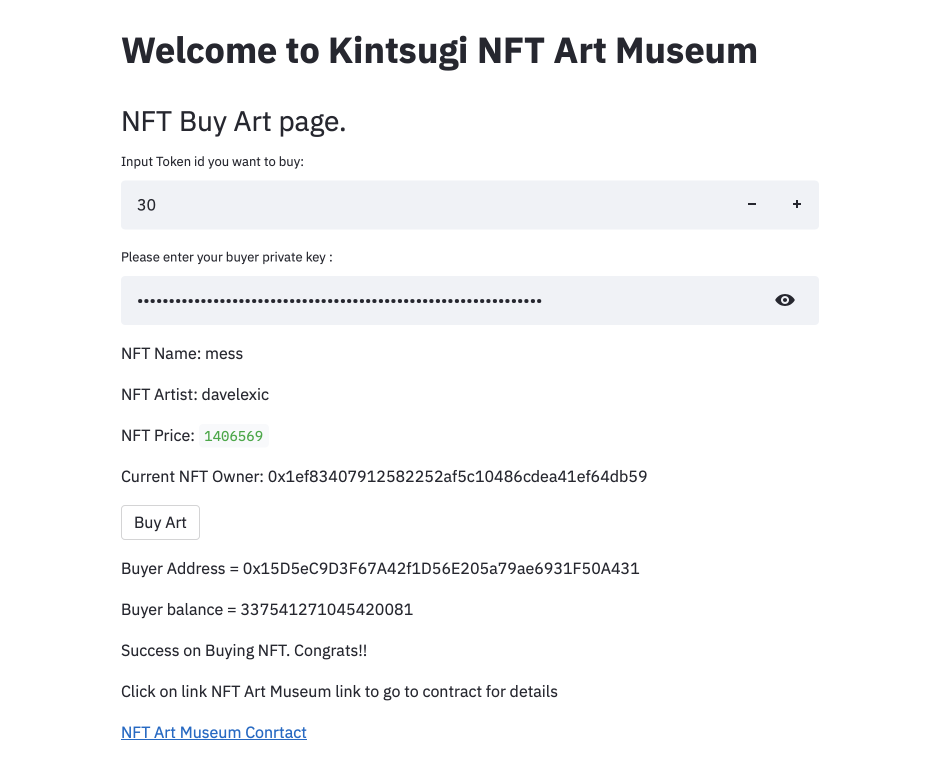 Welcome to Kintsugi NFT Art Museum
NFT Buy Art page.
Input Token id you want to buy:
30 − +
Please enter your buyer private key :
••••••••••••••••••••••••••••••••••••••••••••••••••••••••••••••••
NFT Name: mess
NFT Artist: davelexic
NFT Price: 1406569
Current NFT Owner: 0x1ef83407912582252af5c10486cdea41ef64db59
Buy Art
Buyer Address = 0x15D5eC9D3F67A42f1D56E205a79ae6931F50A431
Buyer balance = 337541271045420081
Success on Buying NFT. Congrats!!
Click on link NFT Art Museum link to go to contract for details
NFT Art Museum Conrtact